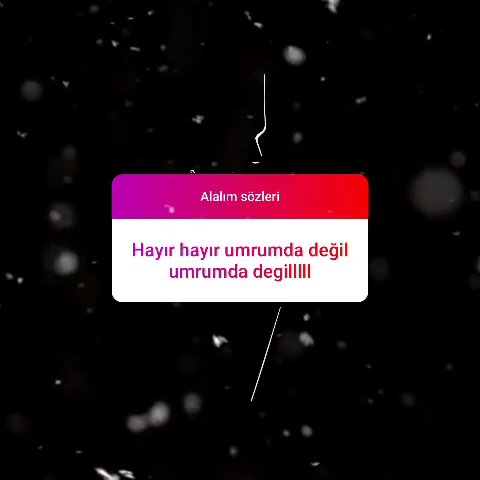 Alalım sözleri
Hayır hayır umrumda değil
umrumda degilllll